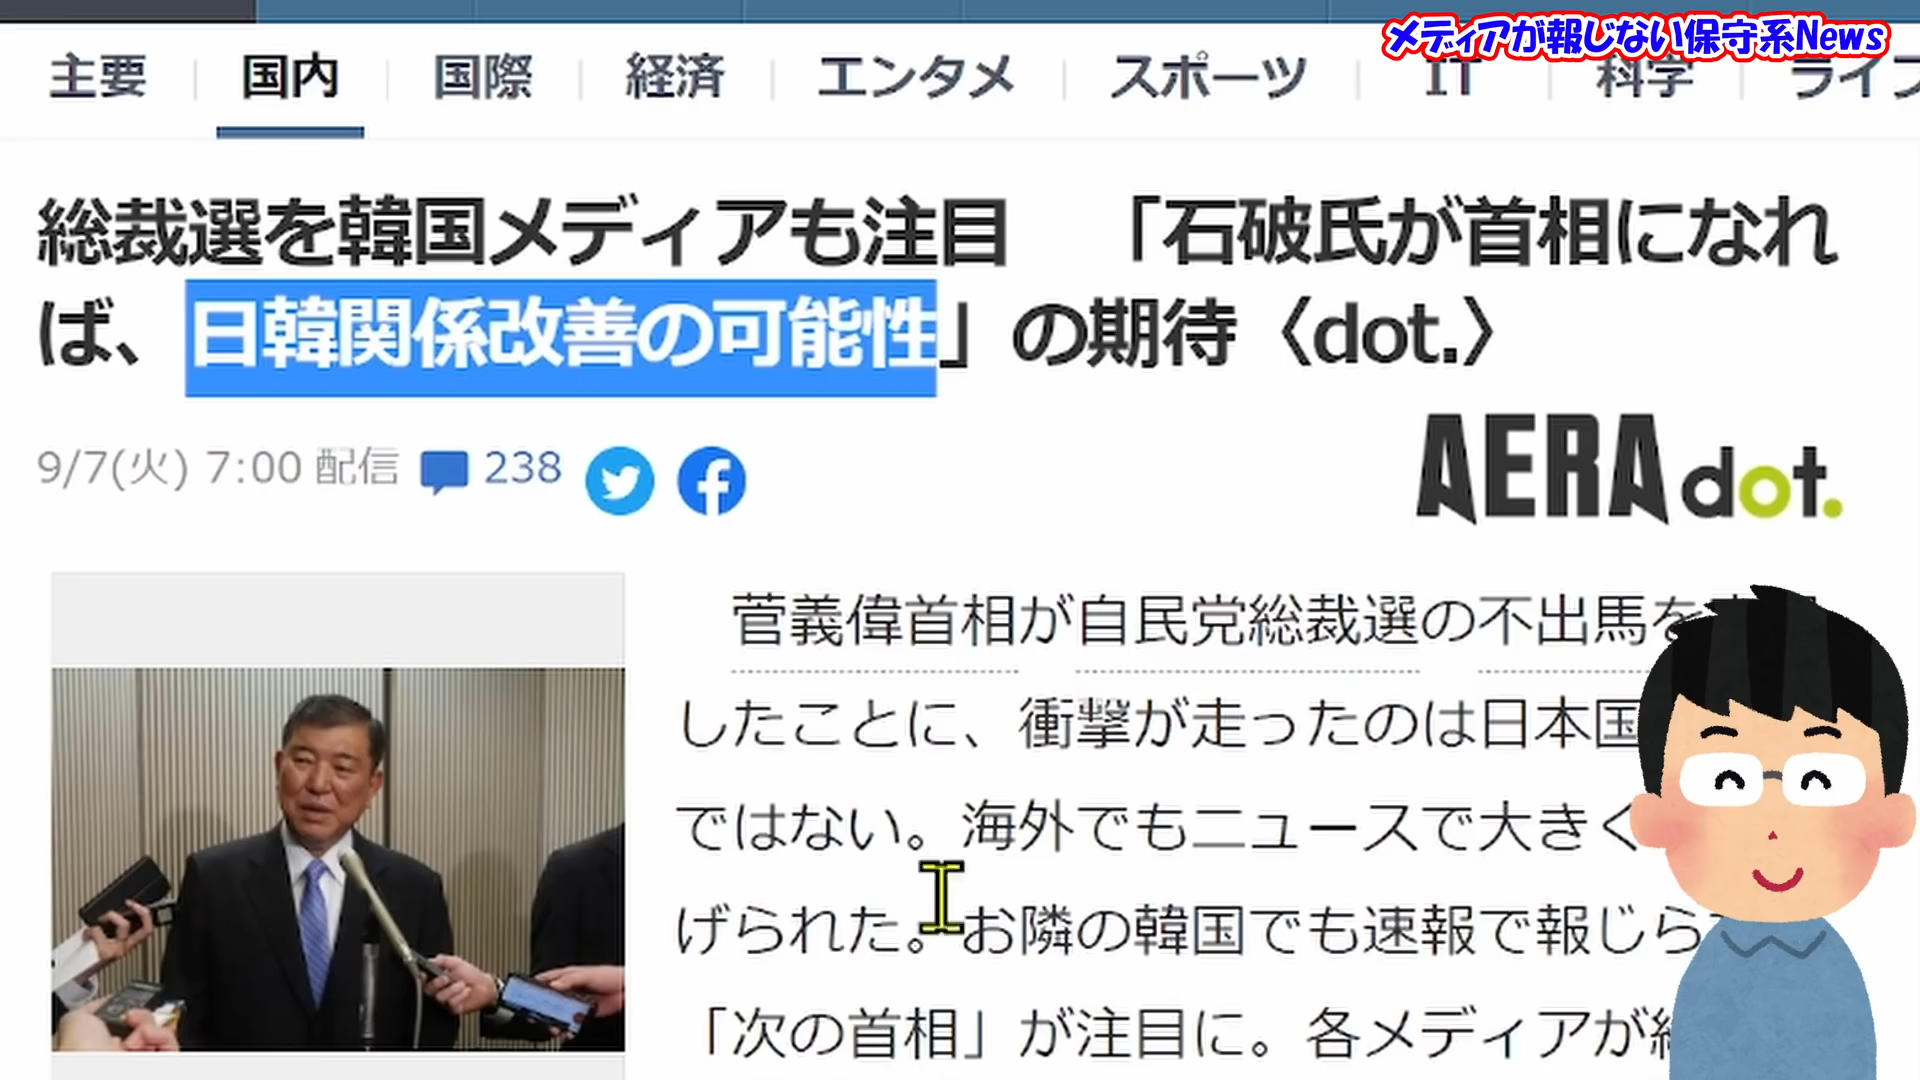 メディアが報じない保守系News
主要 国内 国際 経済 エンタメ スポーツ IT 科学 ライフ
総裁選を韓国メディアも注目 「石破氏が首相になれ
ば、日韓関係改善の可能性」の期待〈dot.〉
9/7(火) 7:00 配信 238
AERA dot.
菅義偉首相が自民党総裁選の不出馬を
したことに、衝撃が走ったのは日本国
ではない。海外でもニュースで大きく
げられた。お隣の韓国でも速報で報じら
「次の首相」が注目に。各メディアが